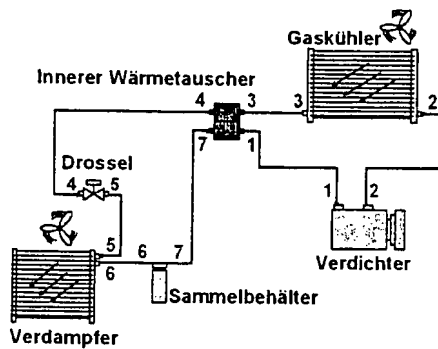 Gaskühler
Innerer Wärmetauscher
4 3 3 2
7 1
Drossel
4 5
1 2
5
6 6 7
Verdichter
Sammelbehälter
Verdampfer